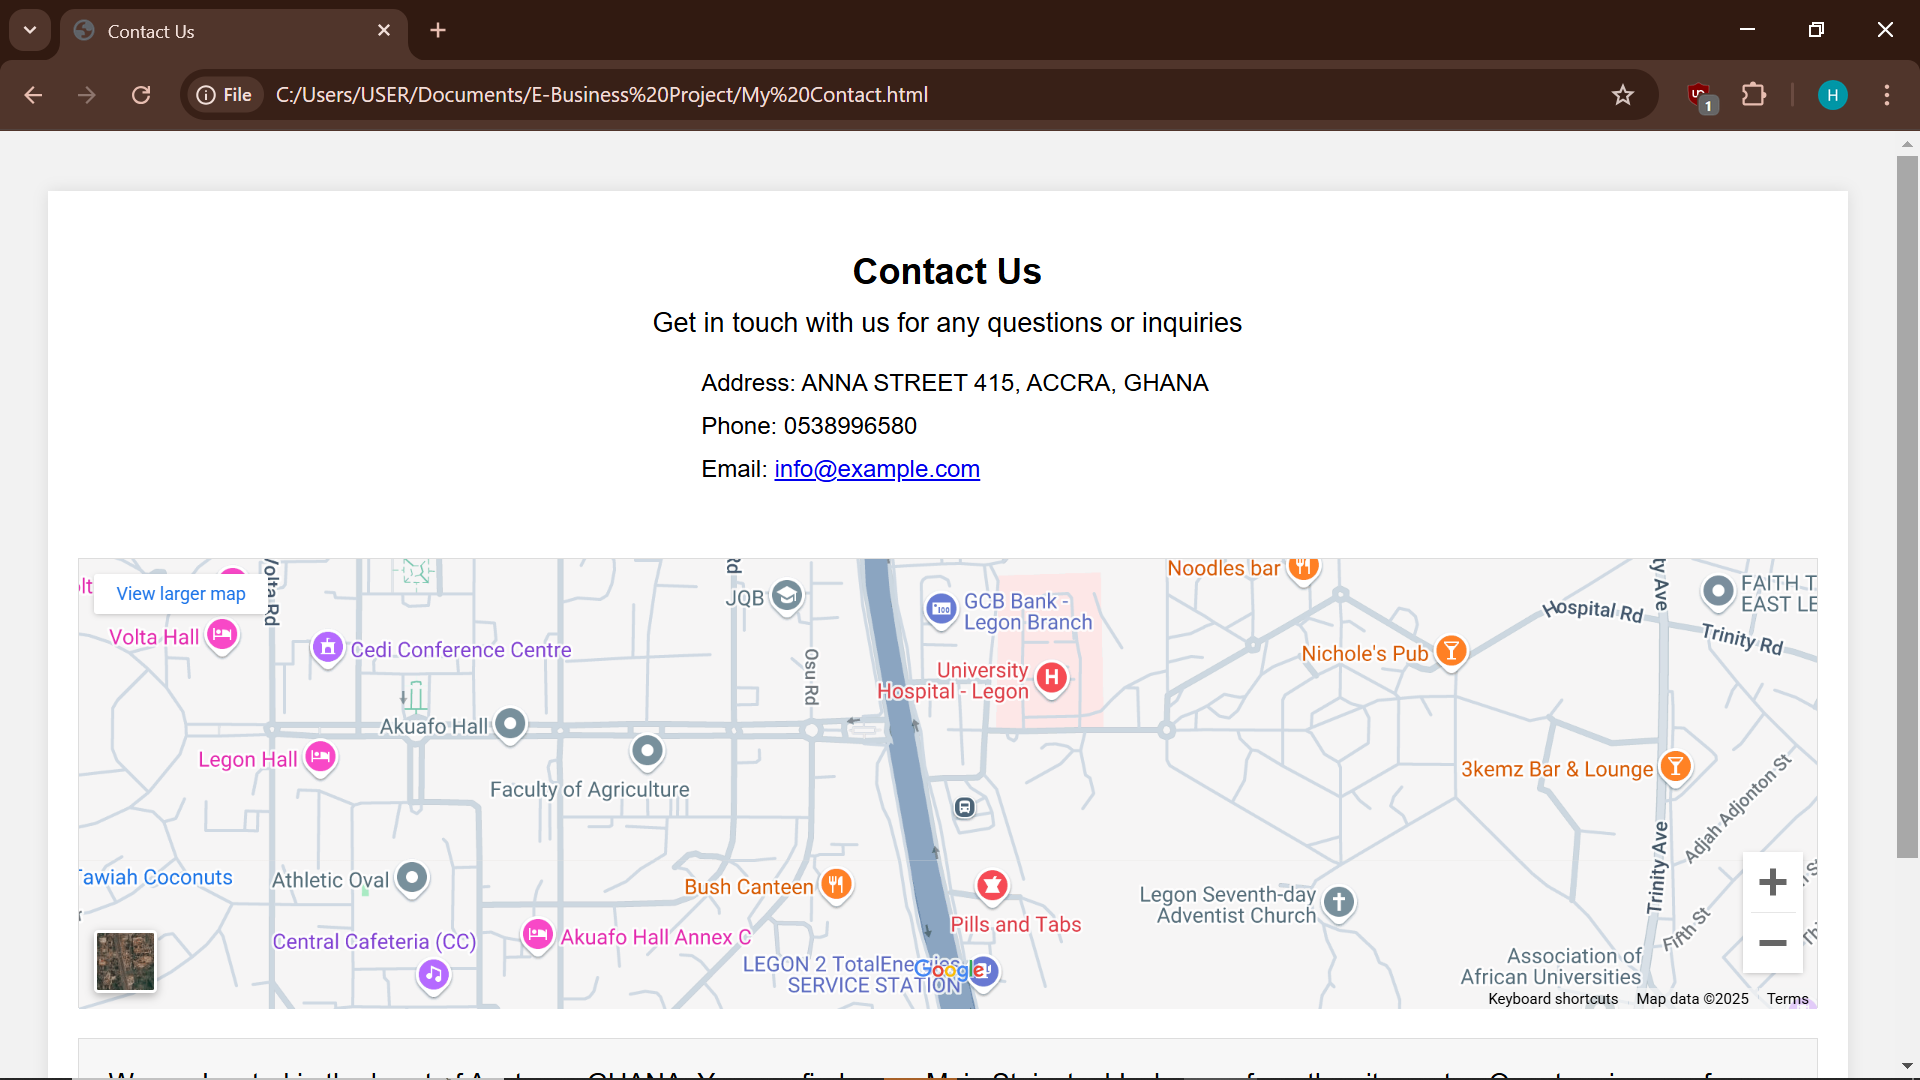 Contact Us
File
C:/Users/USER/Documents/E-Business%20Project/My%20Contact.html
1
H
Contact Us
Get in touch with us for any questions or inquiries
Address: ANNA STREET 415, ACCRA, GHANA
Phone: 0538996580
Email: info@example.com
View larger map
Volta Rd
Rd
JQB
GCB Bank -
Legon Branch
Noodles bar
Hospital Rd
ty Ave
FAITH T
EAST LE
Trinity Rd
Volta Hall
Cedi Conference Centre
Osu Rd
University
Hospital - Legon
Nichole's Pub
Akuafo Hall
Legon Hall
Faculty of Agriculture
3kemz Bar & Lounge
Adjah Adjonton St
Tawiah Coconuts
Athletic Oval
Bush Canteen
Pills and Tabs
Legon Seventh-day
Adventist Church
Trinity Ave
Fifth St
Central Cafeteria (CC)
Akuafo Hall Annex C
LEGON 2 TotalEnergies
SERVICE STATION
Google
Association of
African Universities
Keyboard shortcuts
Map data ©2025
Terms